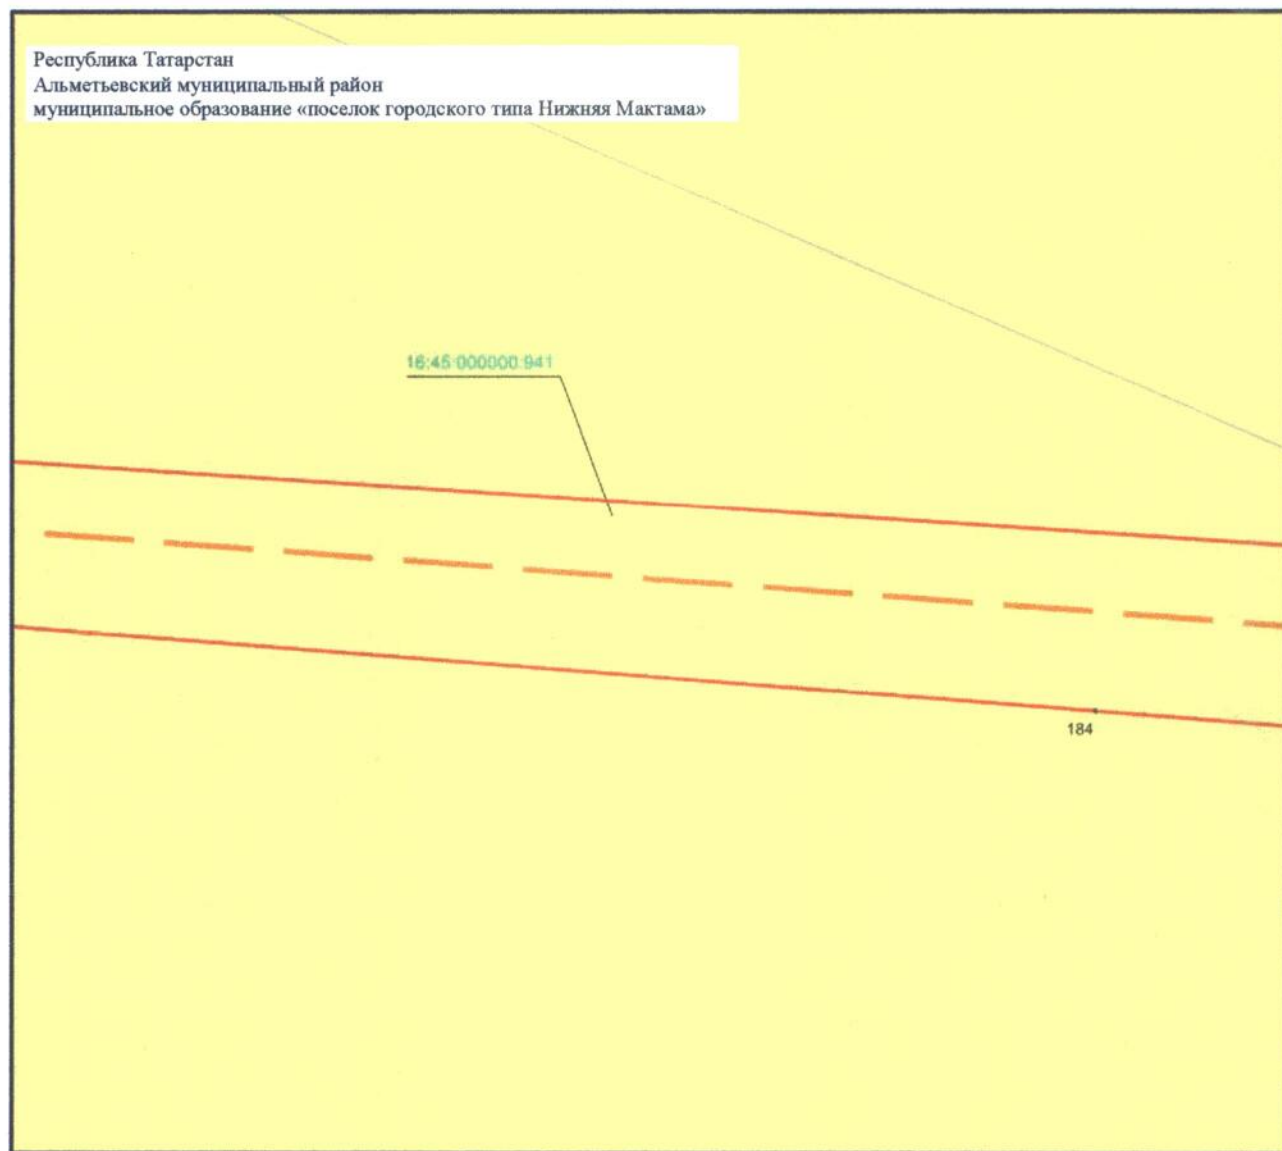 Республика Татарстан
Альметьевский муниципальный район
муниципальное образование «поселок городского типа Нижняя Мактама»
16:45:000000:941
184